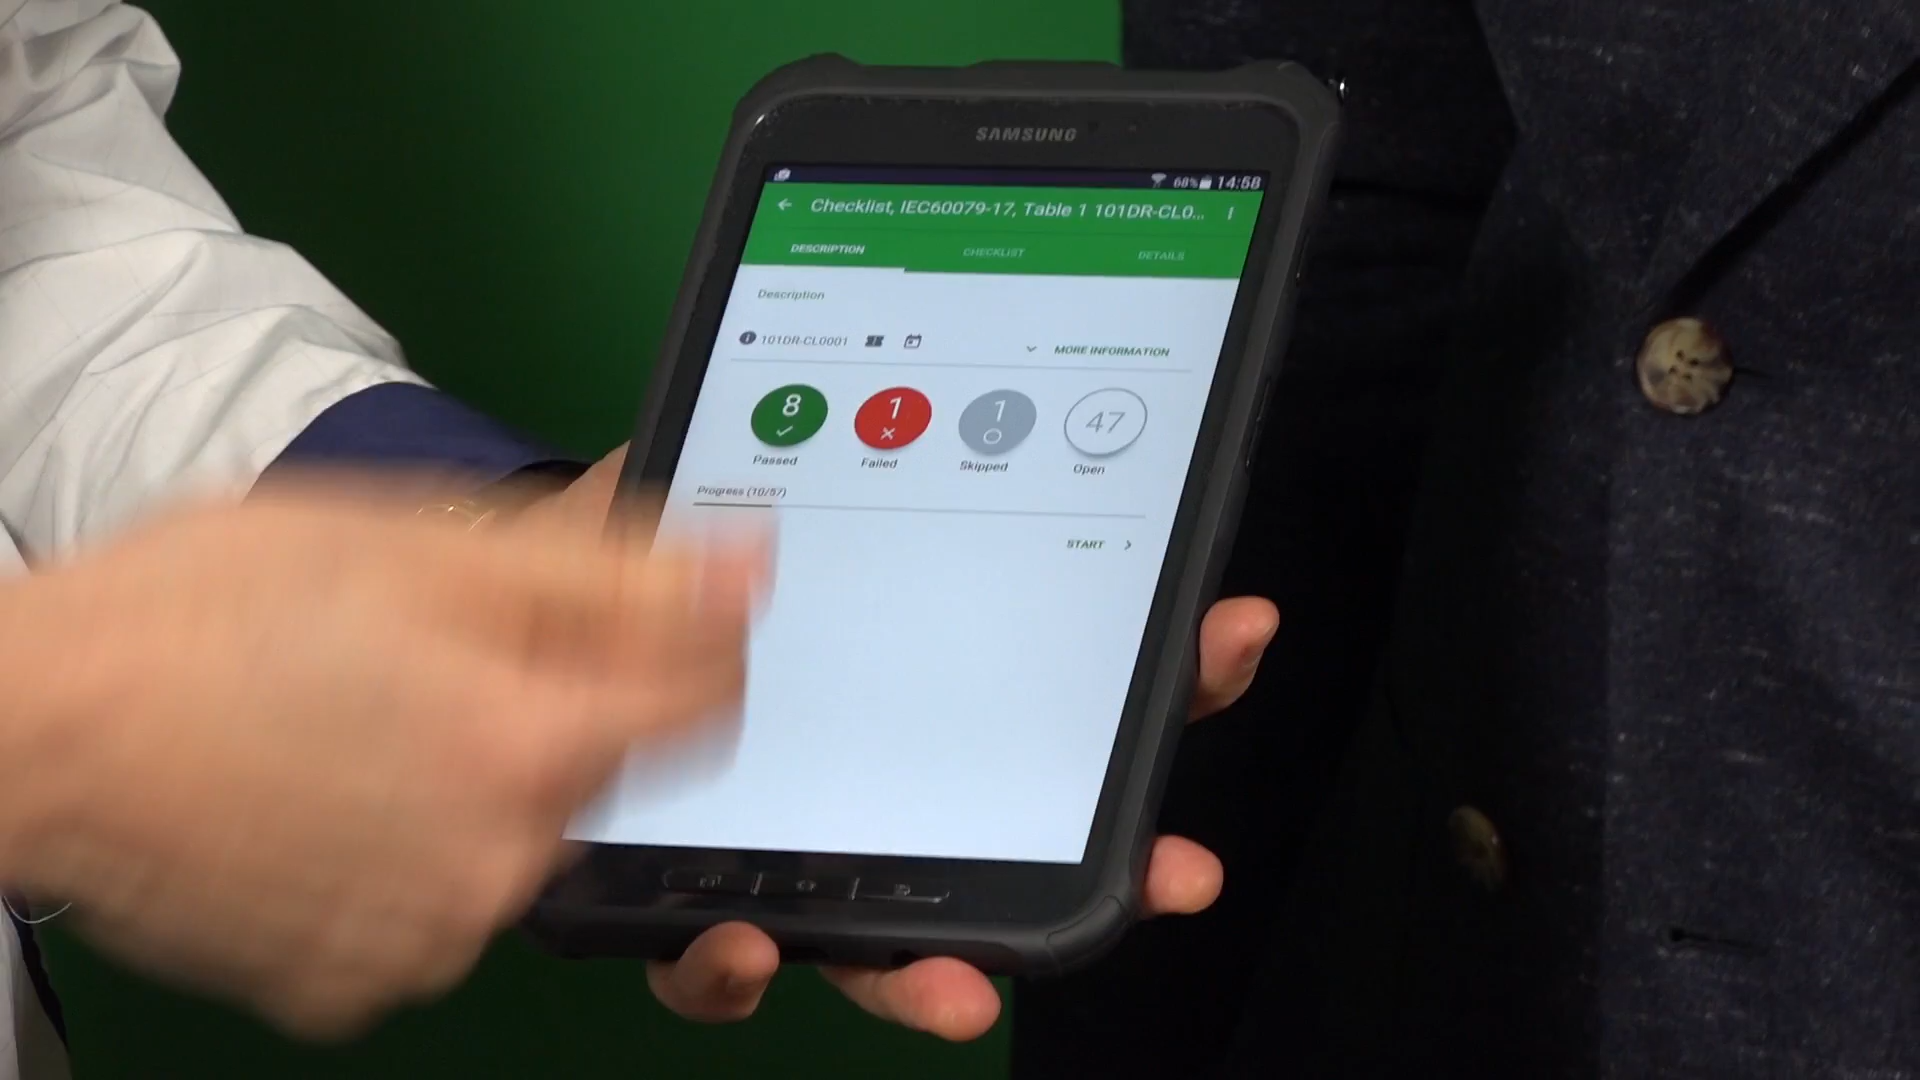 SAMSUNG
68% 14:58
Checklist, IEC60079-17, Table 1 101DR-CL0...
DESCRIPTION CHECKLIST DETAILS
Description
101DR-CL0001 MORE INFORMATION
8 1 1 47
Passed Failed Skipped Open
Progress (10/57)
START